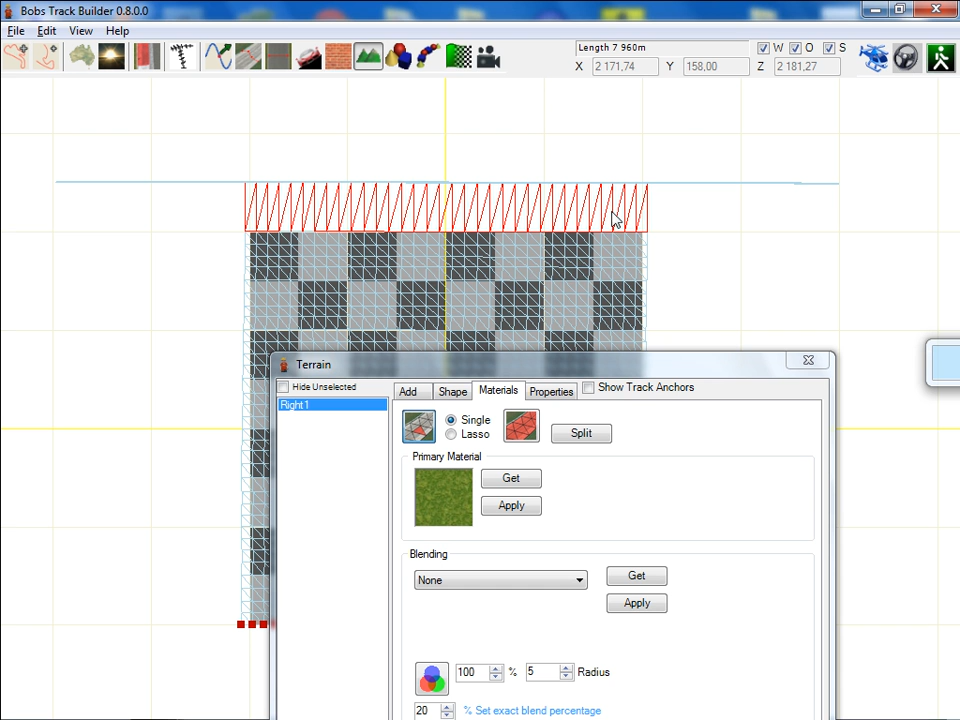 Bobs Track Builder 0.8.0.0
File Edit View Help
Length 7 960m
W O S
X 2 171,74 Y 158,00 Z 2 181,27
Terrain
Hide Unselected
Add Shape Materials Properties Show Track Anchors
Right1
Single
Lasso
Split
Primary Material
Get
Apply
Blending
None
Get
Apply
100 % 5 Radius
20 % Set exact blend percentage